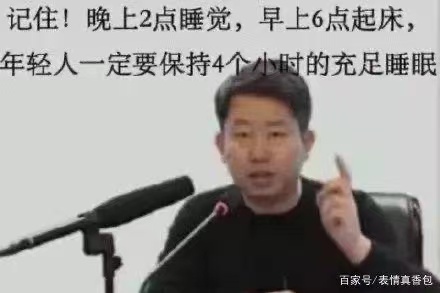 记住！晚上2点睡觉，早上6点起床，
年轻人一定要保持4个小时的充足睡眠
百家号/表情真香包